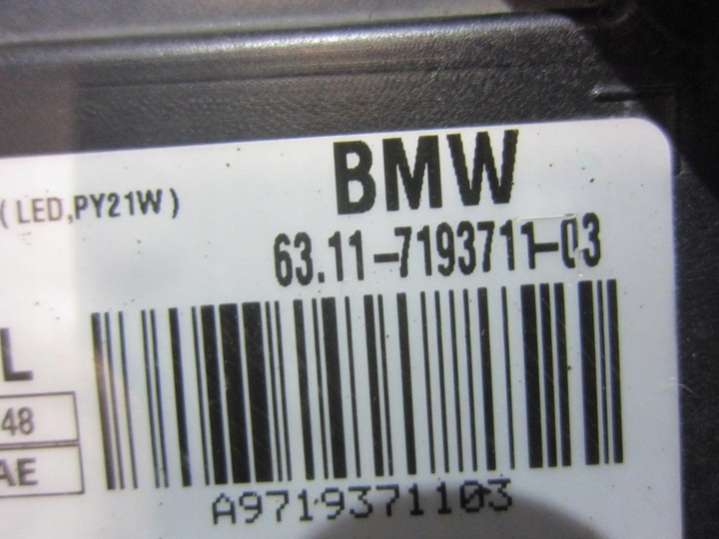 BMW
(LED,PY21W)
63.11-7193711-03
L
48
AE
A9719371103